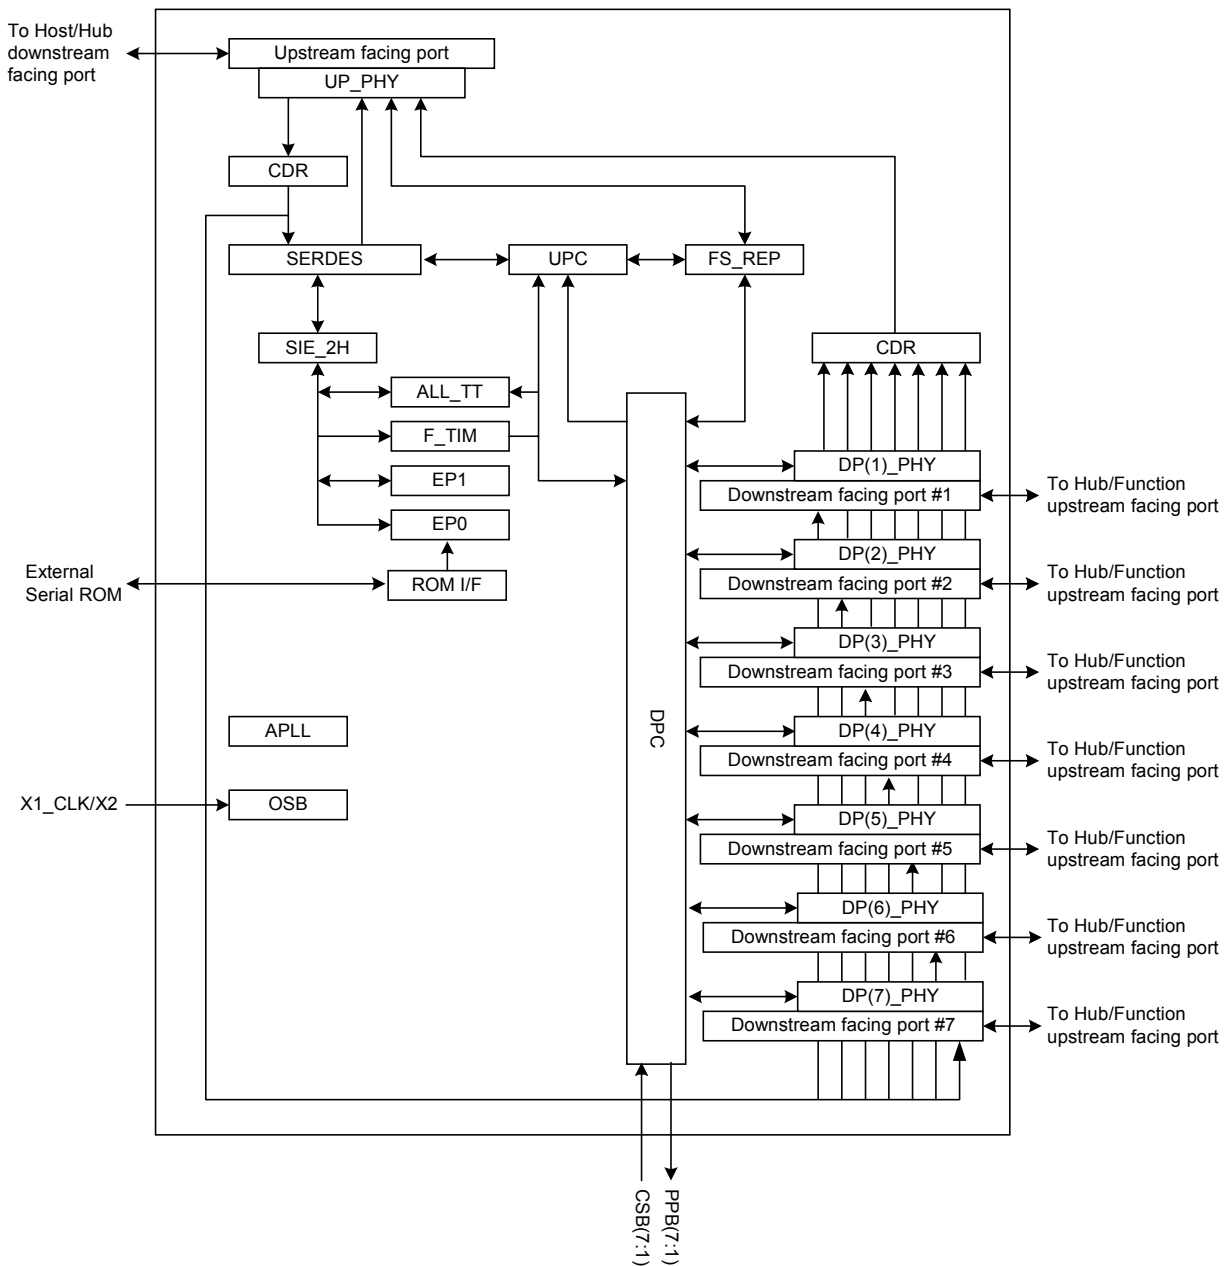 To Host/Hub
downstream
facing port
Upstream facing port
UP_PHY
CDR
SERDES
UPC
FS_REP
SIE_2H
CDR
ALL_TT
F_TIM
EP1
EP0
External
Serial ROM
ROM I/F
APLL
X1_CLK/X2
OSB
DPC
DP(1)_PHY
Downstream facing port #1
To Hub/Function
upstream facing port
DP(2)_PHY
Downstream facing port #2
To Hub/Function
upstream facing port
DP(3)_PHY
Downstream facing port #3
To Hub/Function
upstream facing port
DP(4)_PHY
Downstream facing port #4
To Hub/Function
upstream facing port
DP(5)_PHY
Downstream facing port #5
To Hub/Function
upstream facing port
DP(6)_PHY
Downstream facing port #6
To Hub/Function
upstream facing port
DP(7)_PHY
Downstream facing port #7
To Hub/Function
upstream facing port
CSB(7:1)
PPB(7:1)